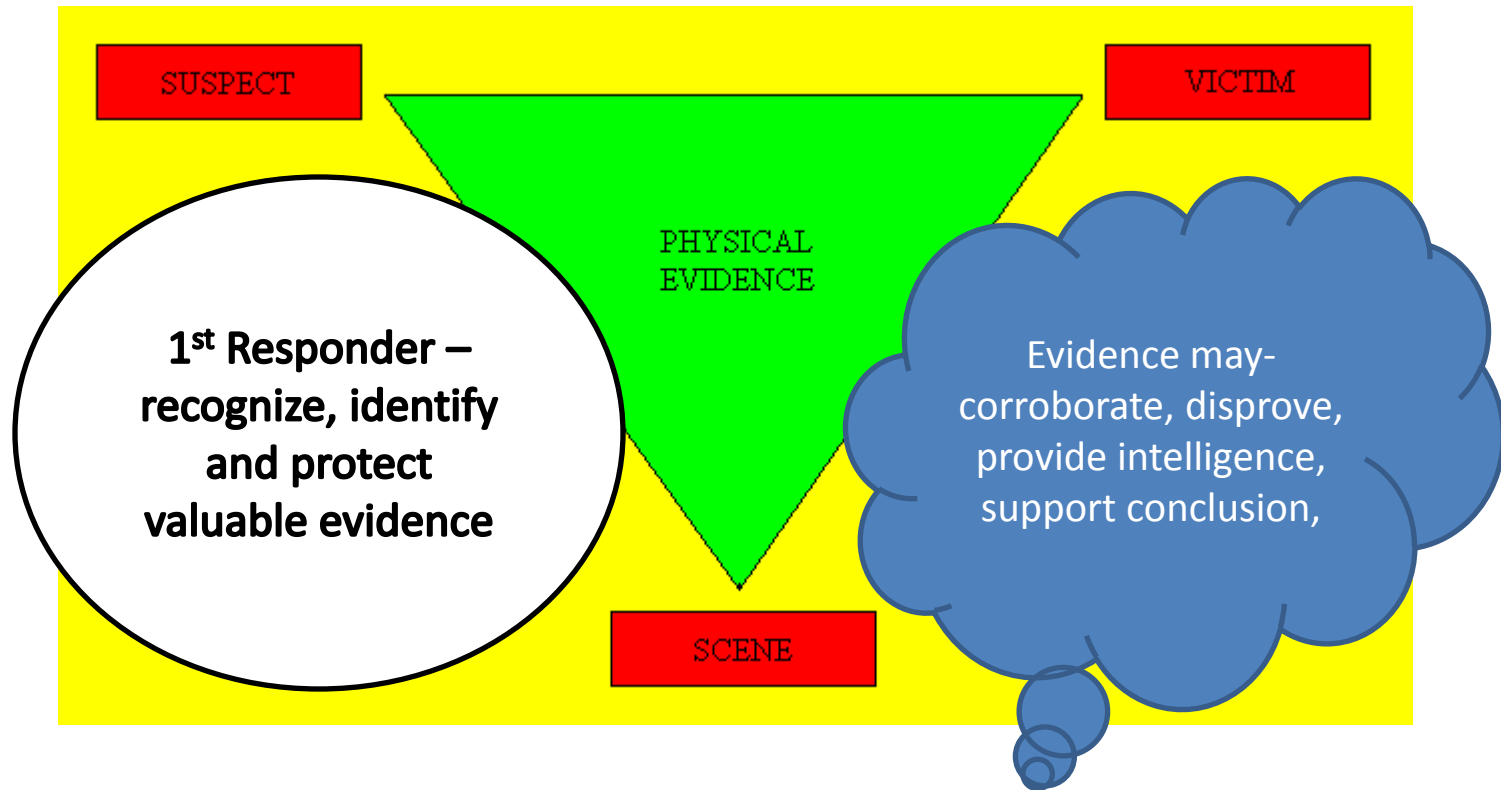 SUSPECT
VICTIM
PHYSICAL
EVIDENCE
1st Responder –
recognize, identify
and protect
valuable evidence
Evidence may-
corroborate, disprove,
provide intelligence,
support conclusion,
SCENE